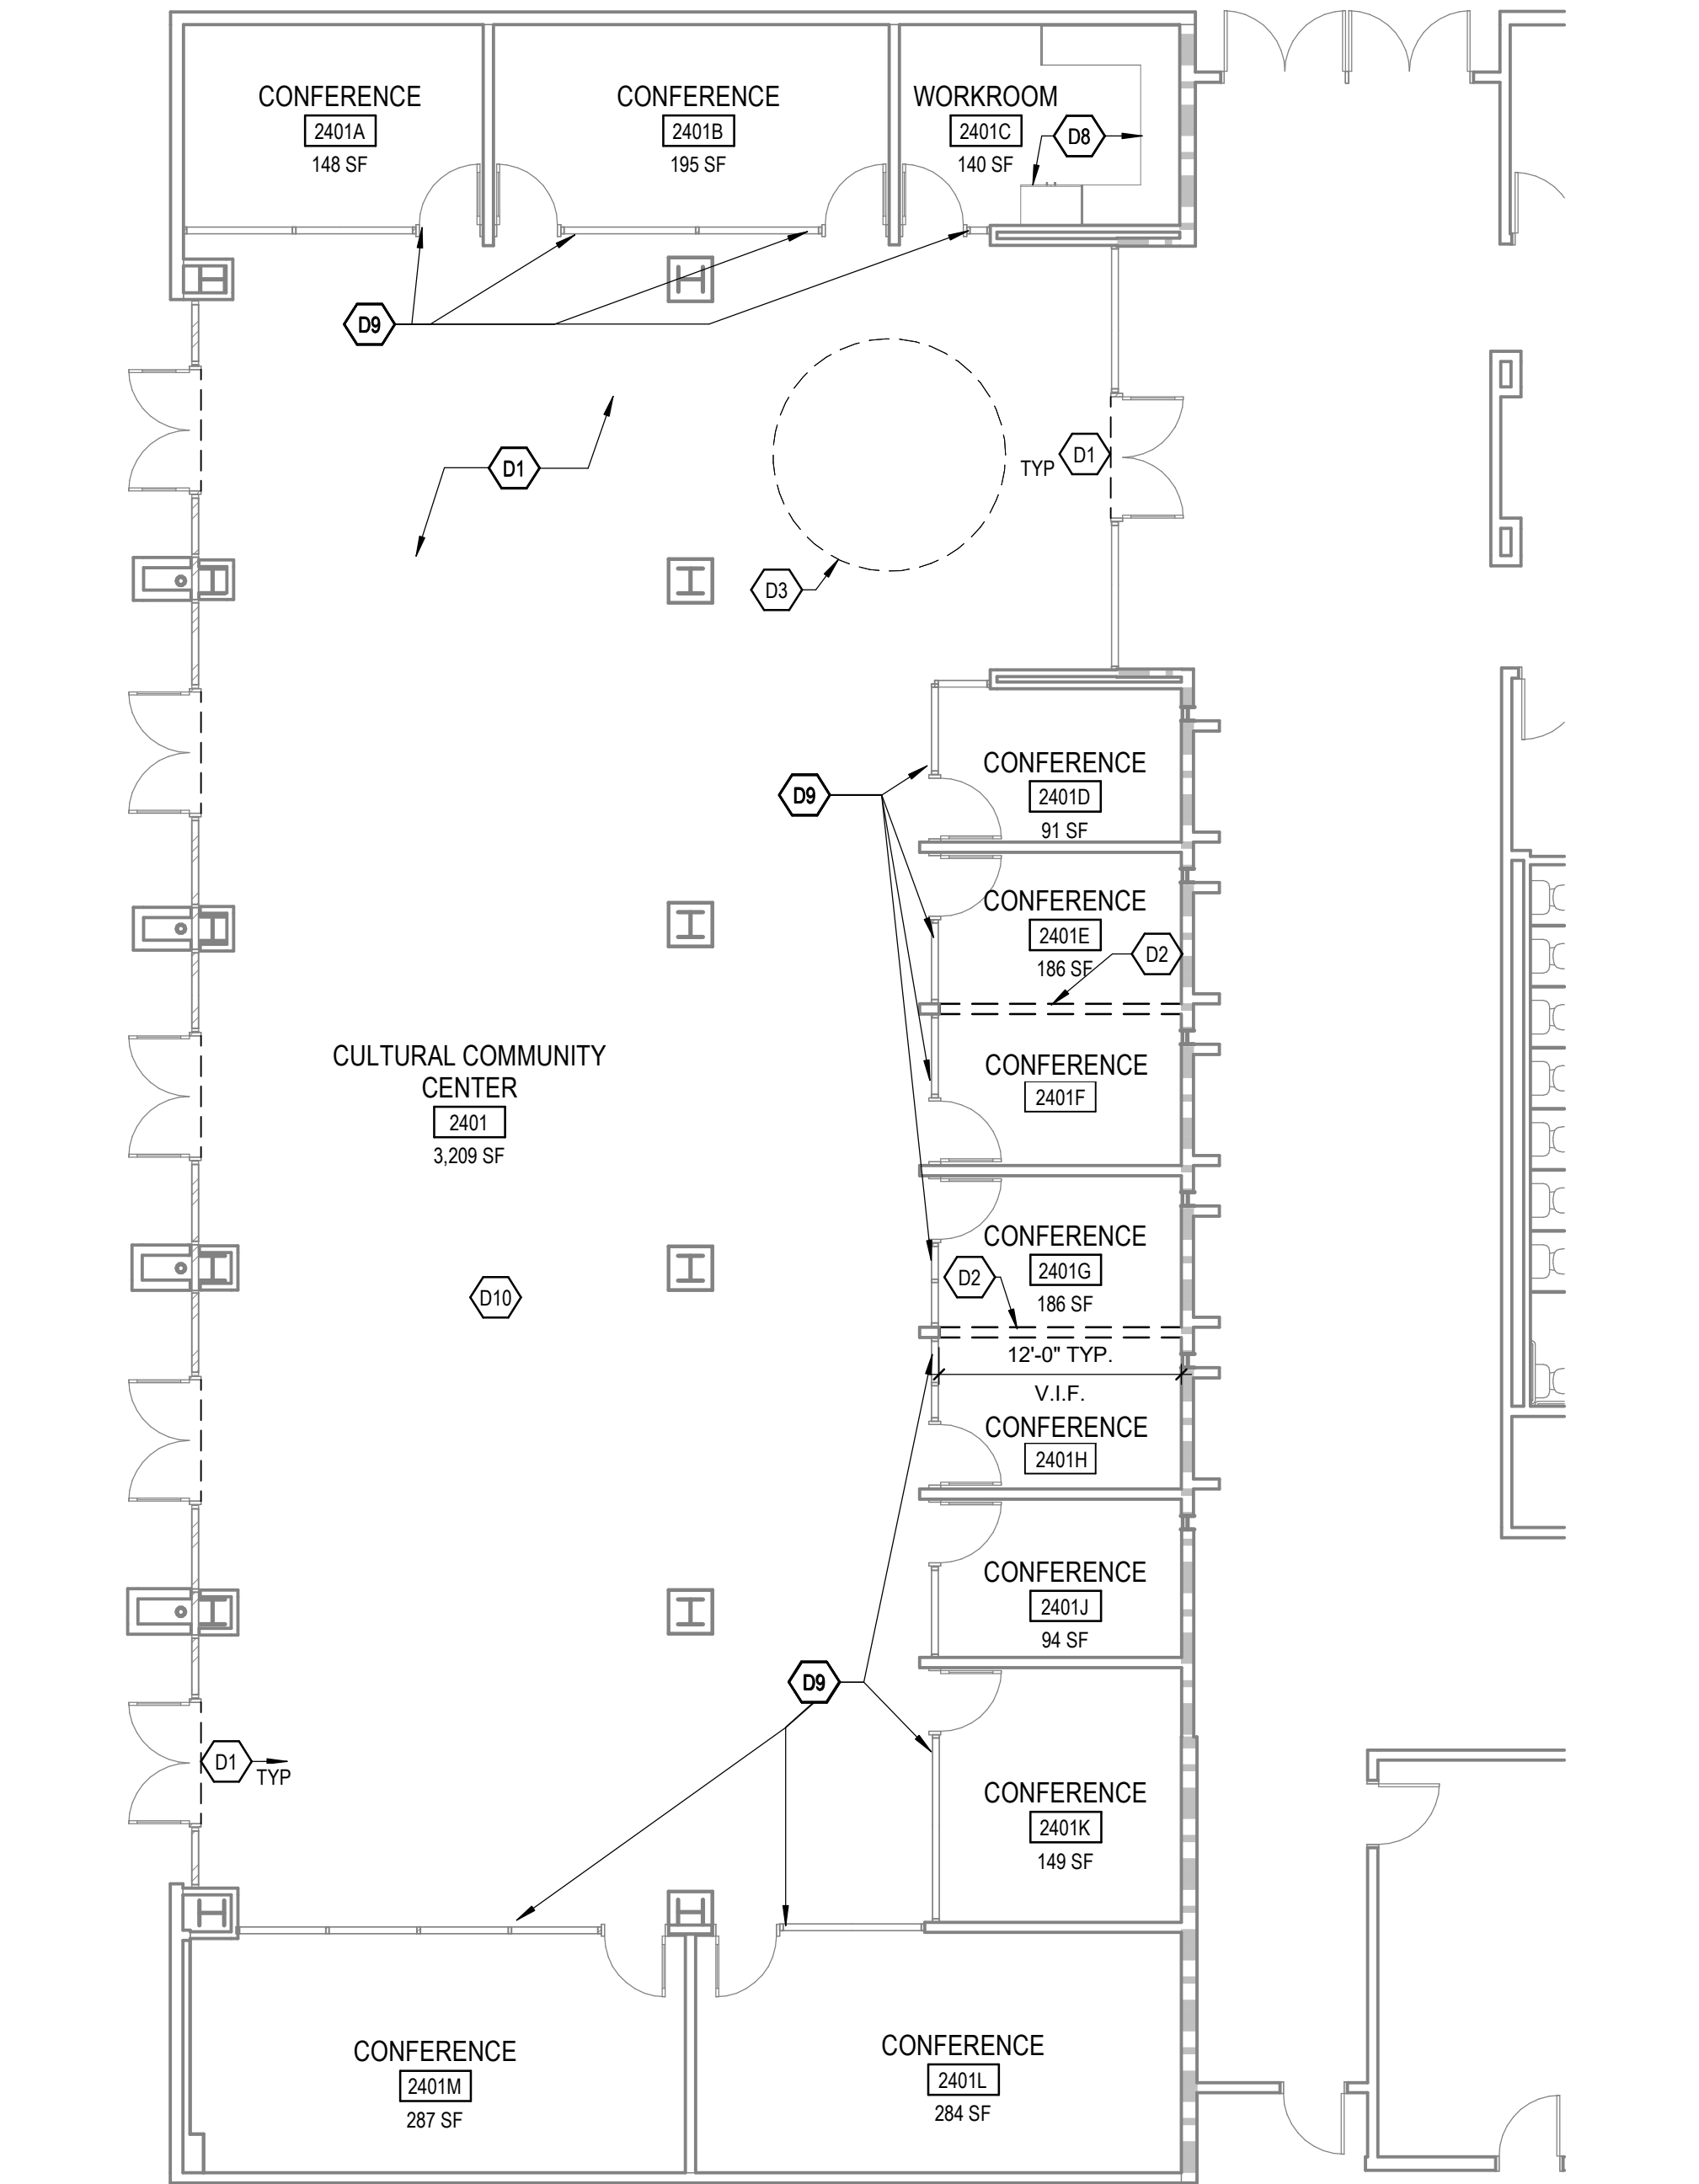 CONFERENCE
2401A
148 SF
CONFERENCE
2401B
195 SF
WORKROOM
2401C
140 SF
D8
D9
D1
TYP
D1
D3
CONFERENCE
2401D
91 SF
D9
CONFERENCE
2401E
186 SF
D2
CULTURAL COMMUNITY
CENTER
2401
3,209 SF
CONFERENCE
2401F
CONFERENCE
2401G
186 SF
D2
D10
12'-0" TYP.
V.I.F.
CONFERENCE
2401H
CONFERENCE
2401J
94 SF
D9
D1
TYP
CONFERENCE
2401K
149 SF
CONFERENCE
2401M
287 SF
CONFERENCE
2401L
284 SF